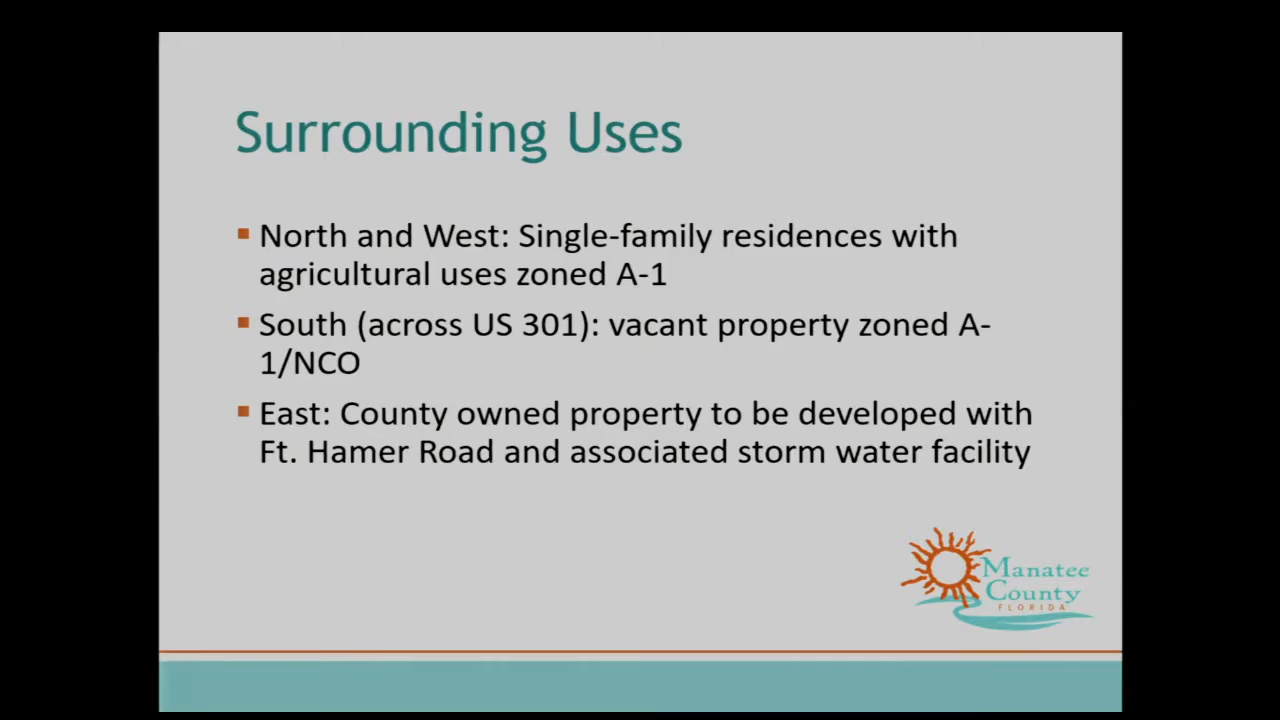 Surrounding Uses
North and West: Single-family residences with
agricultural uses zoned A-1
South (across US 301): vacant property zoned A-
1/NCO
East: County owned property to be developed with
Ft. Hamer Road and associated storm water facility
Manatee
County
FLORIDA